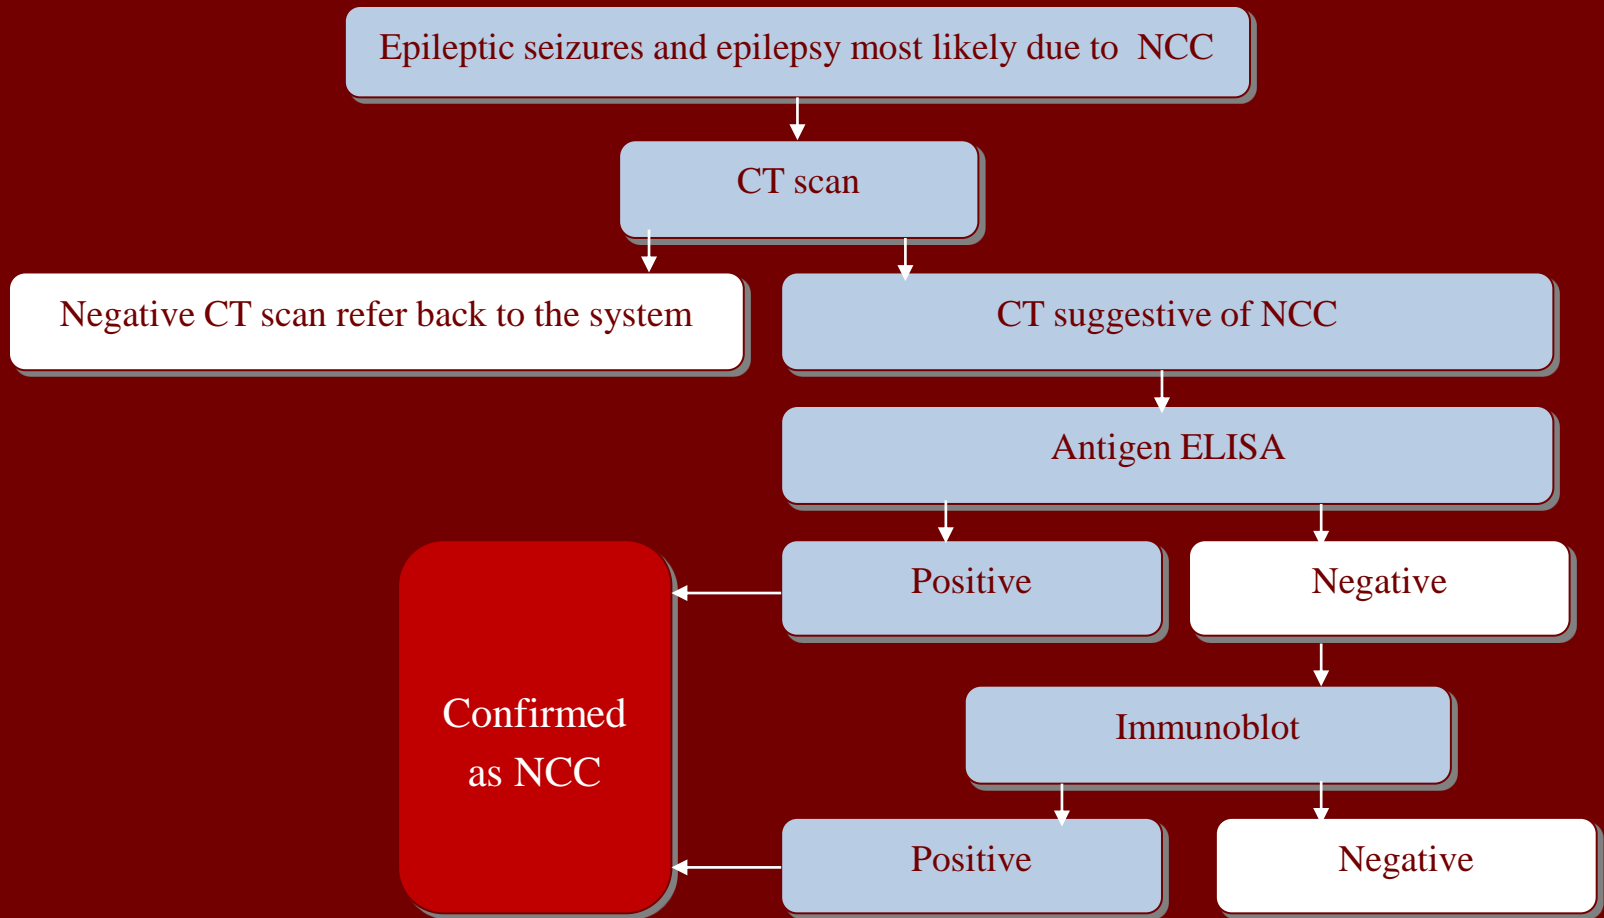 Epileptic seizures and epilepsy most likely due to NCC
CT scan
Negative CT scan refer back to the system
CT suggestive of NCC
Antigen ELISA
Positive
Negative
Confirmed
as NCC
Immunoblot
Positive
Negative